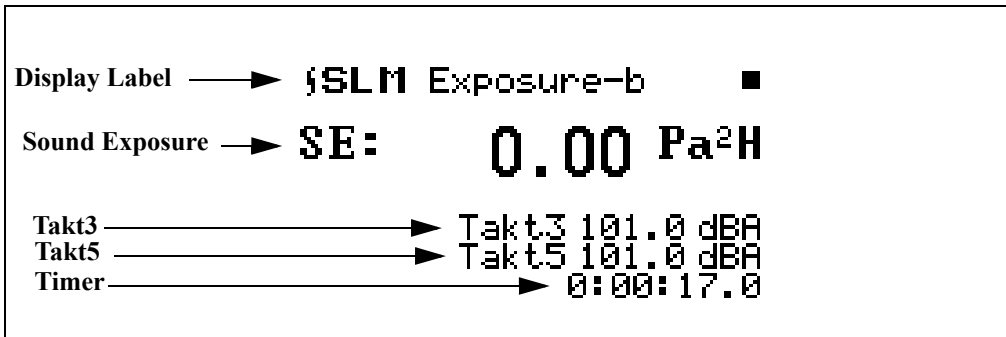 Display Label ∮SLM Exposure-b ■
Sound Exposure SE: 0.00 Pa²H
Takt3 Takt3 101.0 dBA
Takt5 Takt5 101.0 dBA
Timer 0:00:17.0